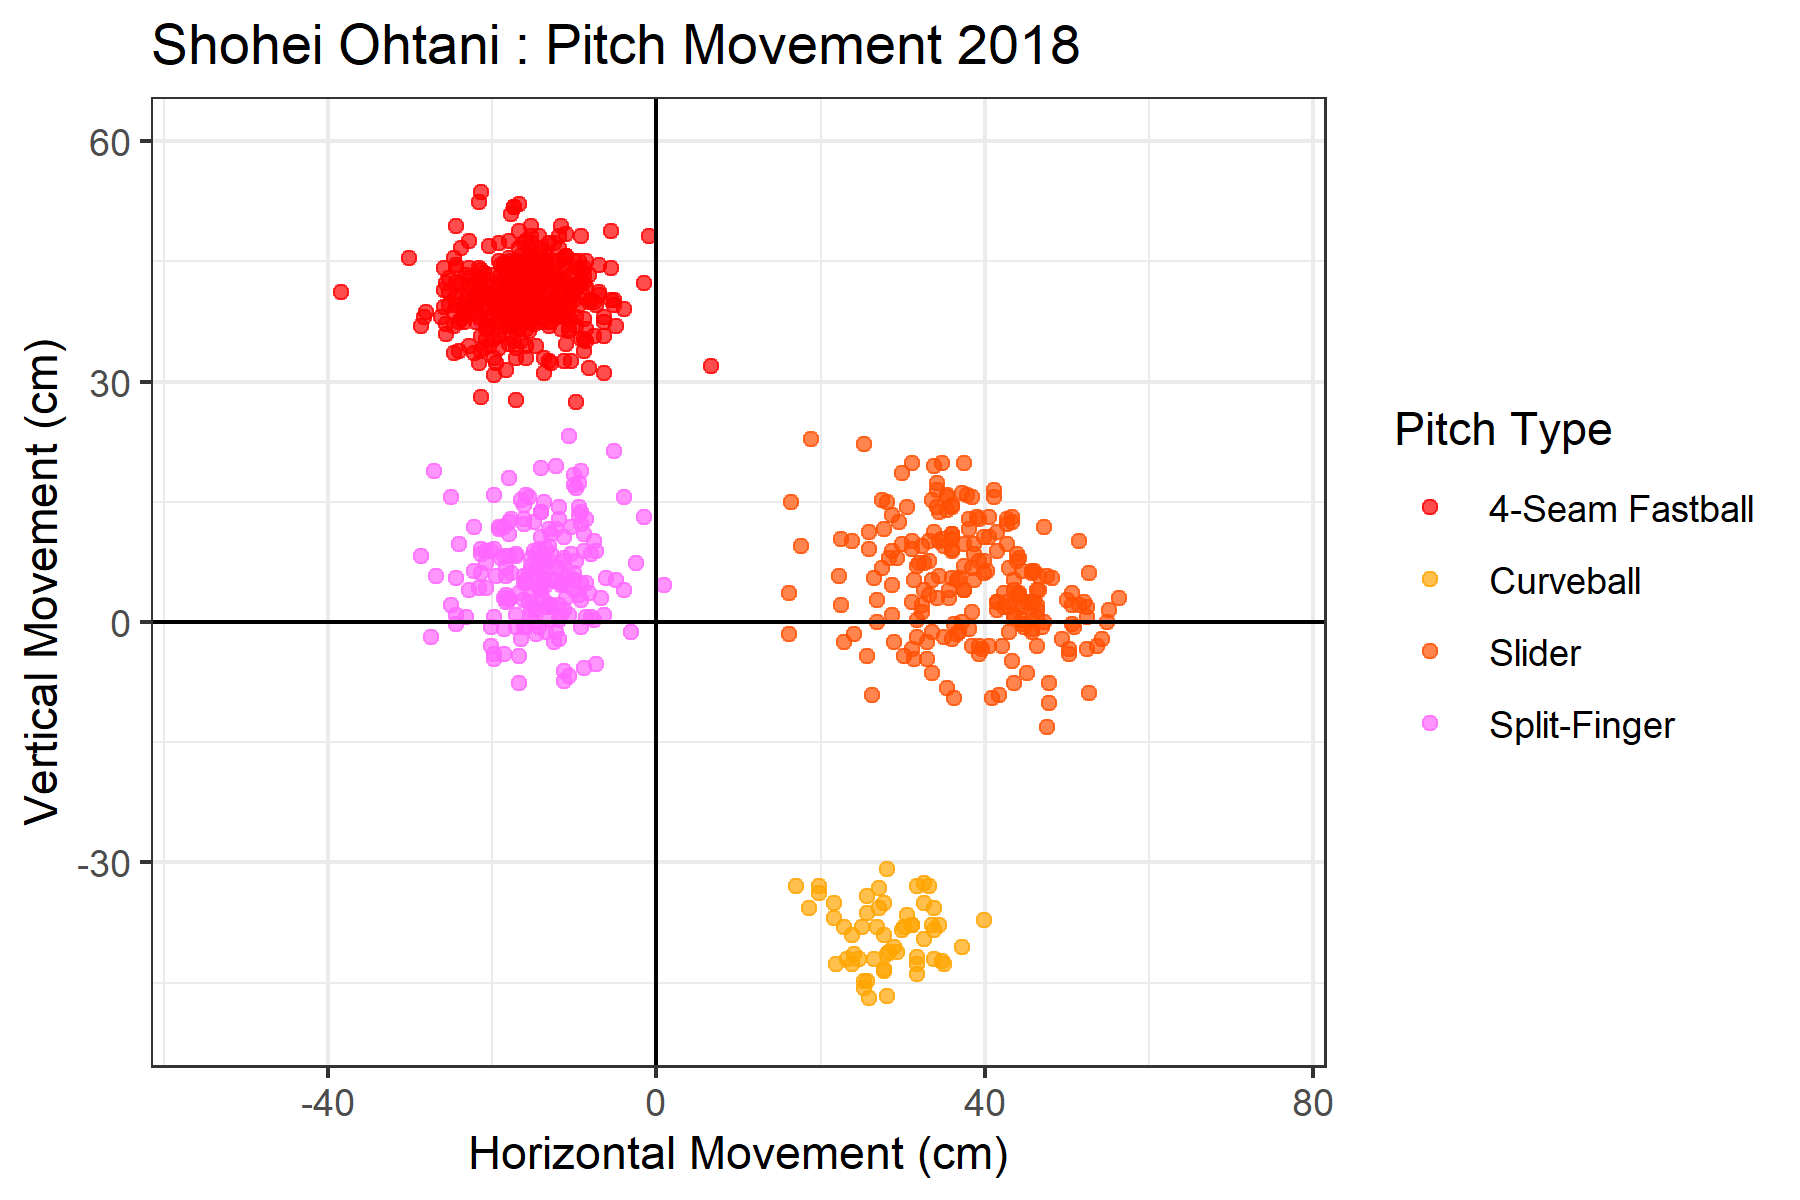 Shohei Ohtani : Pitch Movement 2018
60
30
0
-30
Vertical Movement (cm)
-40
0
40
80
Horizontal Movement (cm)
Pitch Type
4-Seam Fastball
Curveball
Slider
Split-Finger